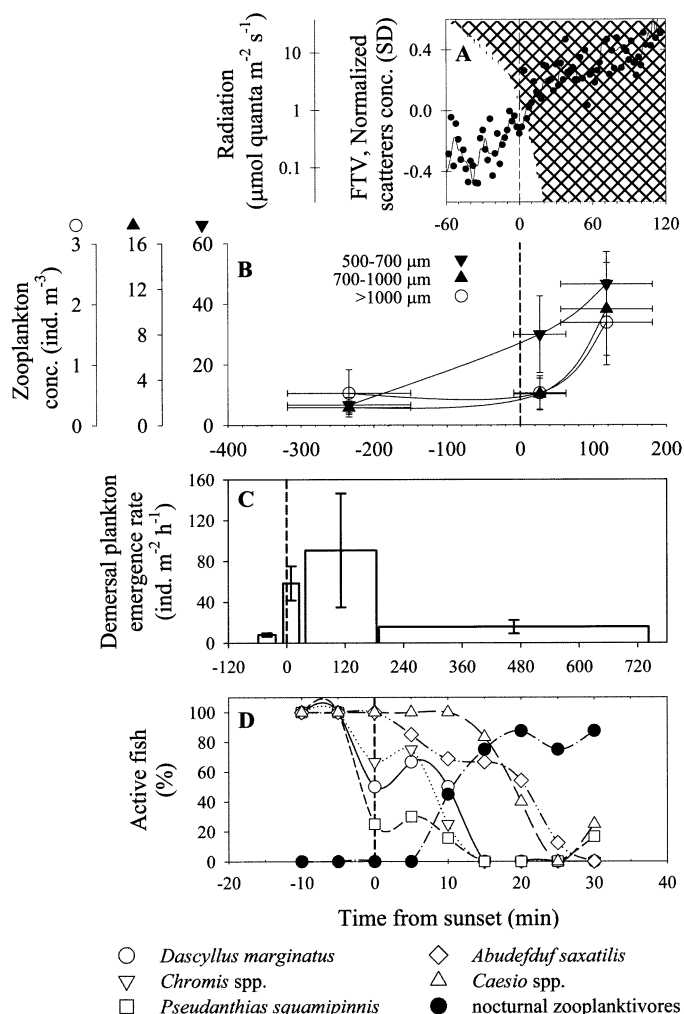 Radiation
(μmol quanta m⁻² s⁻¹)
10
1
0.1
FTV, Normalized
scatterers conc. (SD)
0.4
0.0
-0.4
A
-60 0 60 120
Zooplankton
conc. (ind. m⁻³)
3
2
1
0
16
12
8
4
0
60
40
20
0
B
500-700 μm
700-1000 μm
>1000 μm
-400 -300 -200 -100 0 100 200
Demersal plankton
emergence rate
(ind. m⁻² h⁻¹)
160
120
80
40
0
C
-120 0 120 240 360 480 600 720
Active fish
(%)
100
80
60
40
20
0
D
-20 -10 0 10 20 30 40
Time from sunset (min)
Dascyllus marginatus
Chromis spp.
Pseudanthias squamipinnis
Abudefduf saxatilis
Caesio spp.
nocturnal zooplanktivores